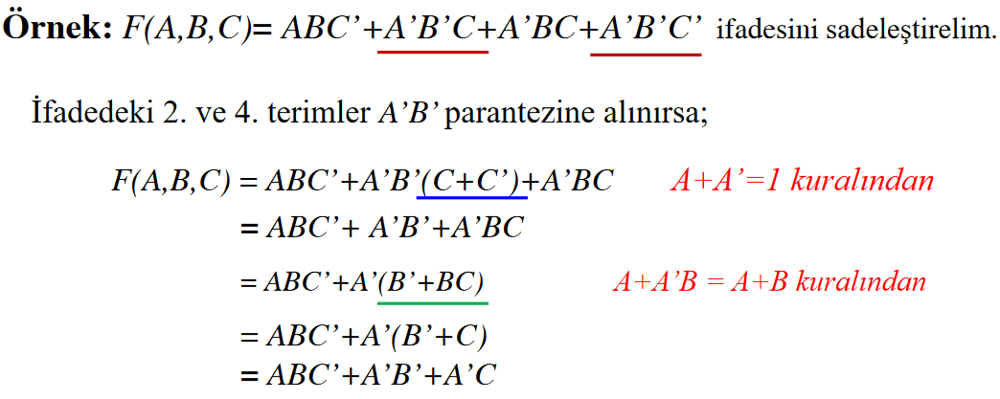 Örnek: F(A,B,C)= ABC’+A’B’C+A’BC+A’B’C’ ifadesini sadeleştirelim.
İfadedeki 2. ve 4. terimler A’B’ parantezine alınırsa;
F(A,B,C) = ABC’+A’B’(C+C’)+A’BC A+A’=1 kuralından
= ABC’+ A’B’+A’BC
= ABC’+A’(B’+BC) A+A’B = A+B kuralından
= ABC’+A’(B’+C)
= ABC’+A’B’+A’C